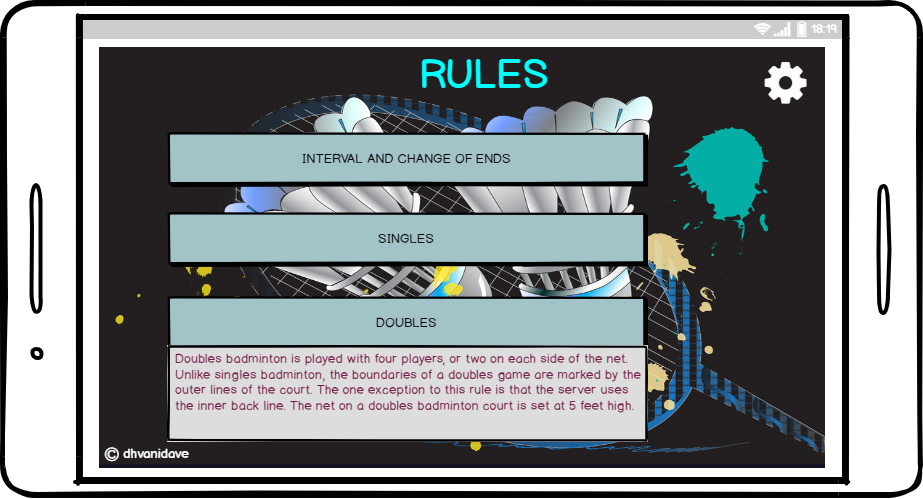 18:19
RULES
INTERVAL AND CHANGE OF ENDS
SINGLES
DOUBLES
Doubles badminton is played with four players, or two on each side of the net.
Unlike singles badminton, the boundaries of a doubles game are marked by the
outer lines of the court. The one exception to this rule is that the server uses
the inner back line. The net on a doubles badminton court is set at 5 feet high.
© dhvanidave